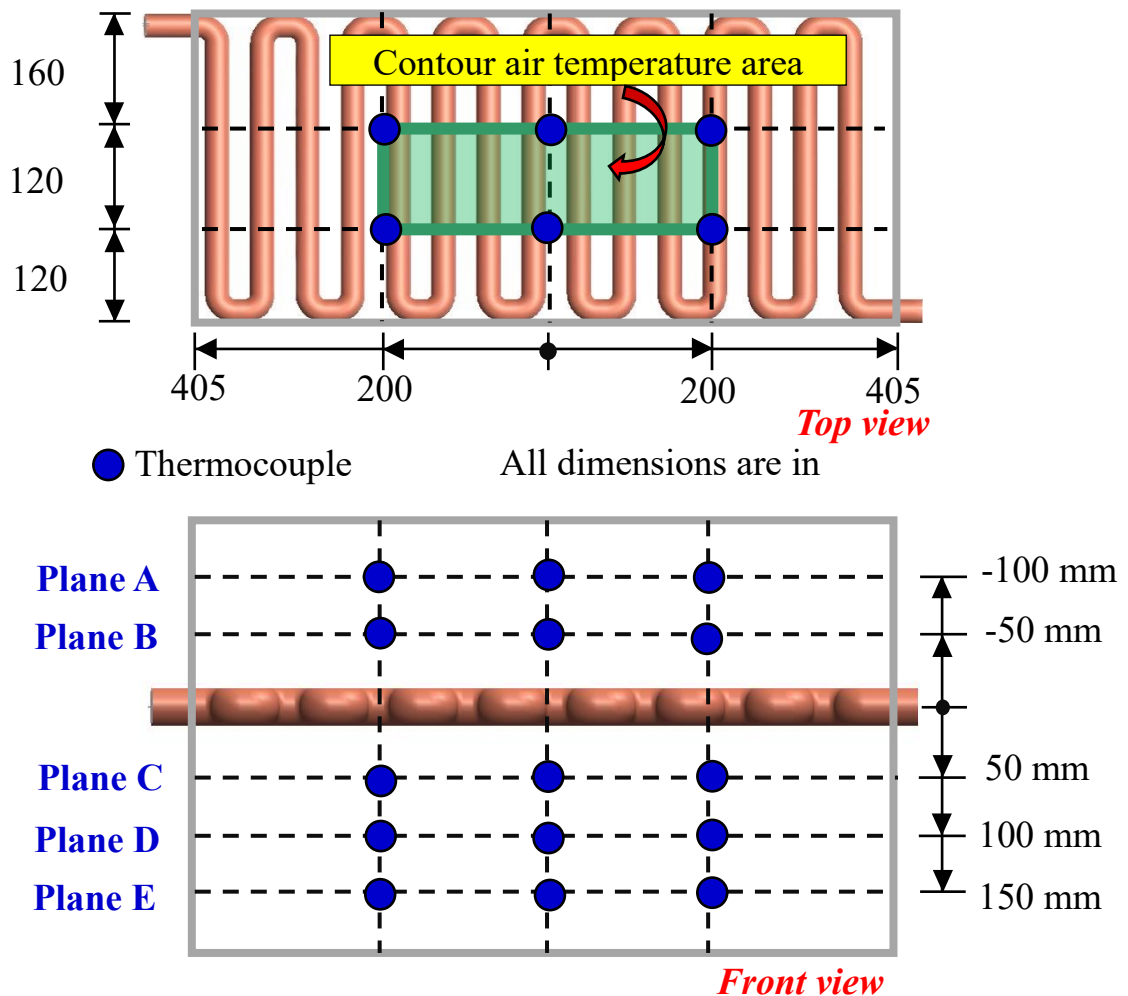 160
Contour air temperature area
120
120
405
200
200
405
Top view
Thermocouple
All dimensions are in
Plane A
-100 mm
Plane B
-50 mm
Plane C
50 mm
Plane D
100 mm
Plane E
150 mm
Front view